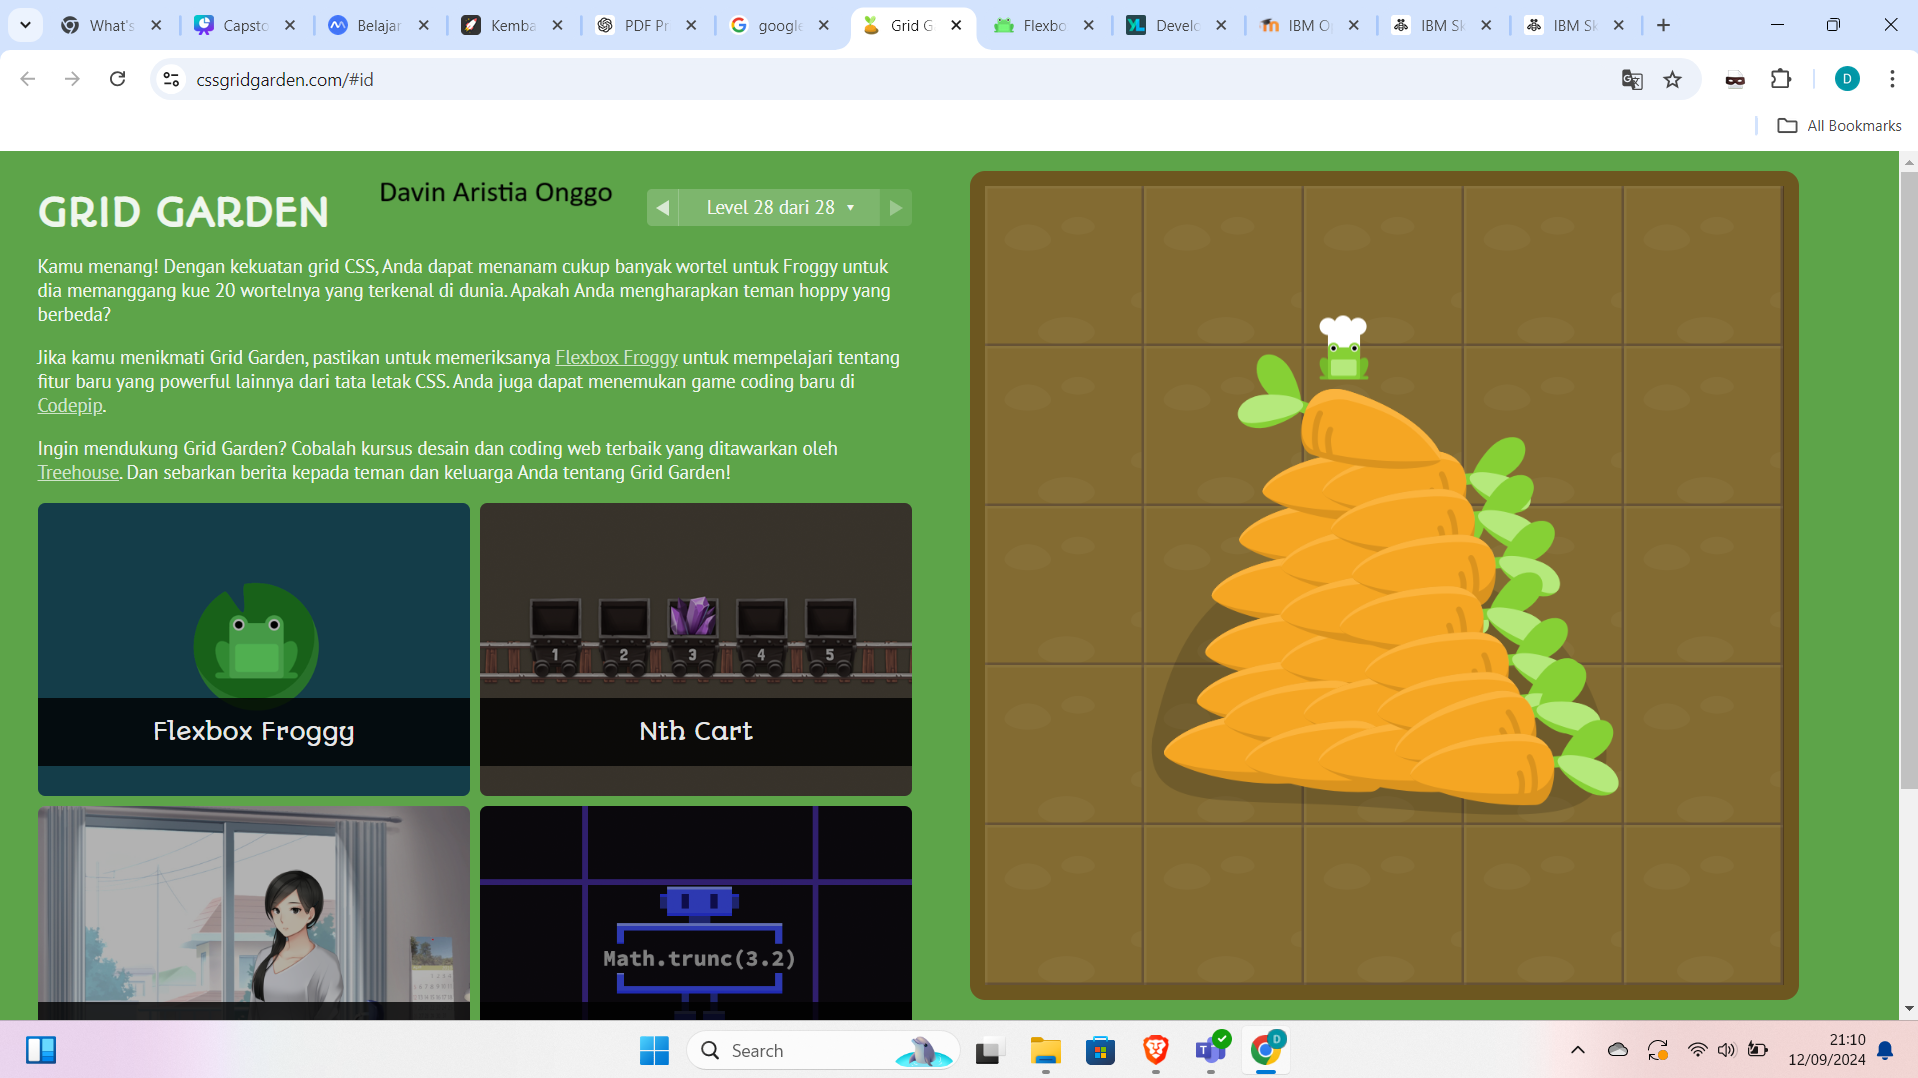 What's
Capsto
Belajar
Kemba
PDF Pr
google
Grid G
Flexbo
Develo
IBM O
IBM Sk
IBM Sk
cssgridgarden.com/#id
D
All Bookmarks
GRID GARDEN
Davin Aristia Onggo
Level 28 dari 28
Kamu menang! Dengan kekuatan grid CSS, Anda dapat menanam cukup banyak wortel untuk Froggy untuk
dia memanggang kue 20 wortelnya yang terkenal di dunia. Apakah Anda mengharapkan teman hoppy yang
berbeda?
Jika kamu menikmati Grid Garden, pastikan untuk memeriksanya Flexbox Froggy untuk mempelajari tentang
fitur baru yang powerful lainnya dari tata letak CSS. Anda juga dapat menemukan game coding baru di
Codepip.
Ingin mendukung Grid Garden? Cobalah kursus desain dan coding web terbaik yang ditawarkan oleh
Treehouse. Dan sebarkan berita kepada teman dan keluarga Anda tentang Grid Garden!
1 2 3 4 5
Flexbox Froggy
Nth Cart
Math.trunc(3.2)
Search
D
21:10
12/09/2024